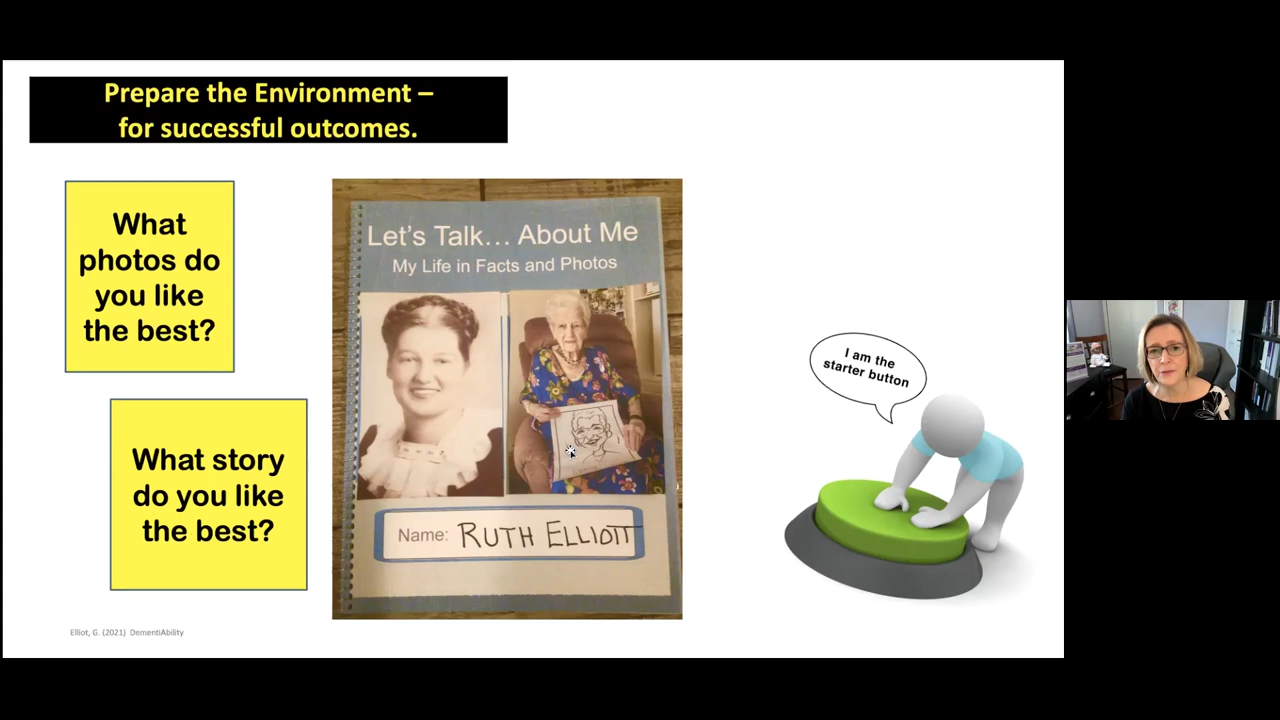 Prepare the Environment –
for successful outcomes.
What
photos do
you like
the best?
What story
do you like
the best?
Let's Talk... About Me
My Life in Facts and Photos
Name: RUTH ELLIOTT
I am the
starter button
Elliot, G. (2021) DementiAbility